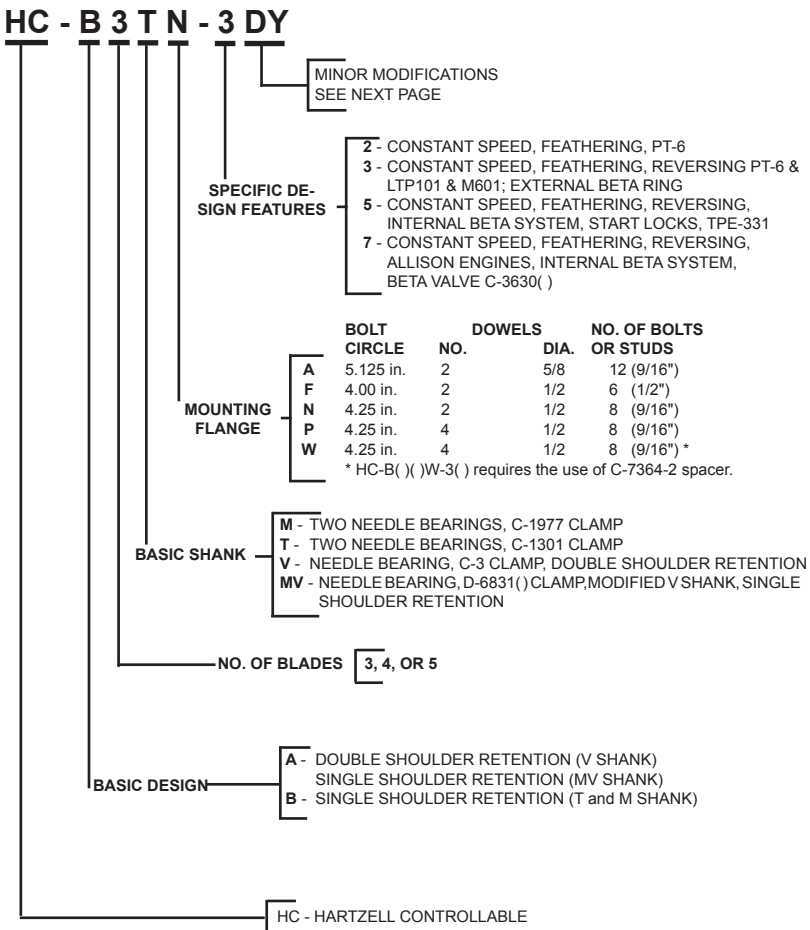 HC - B 3 T N - 3 DY
MINOR MODIFICATIONS
SEE NEXT PAGE
SPECIFIC DE-
SIGN FEATURES
2 - CONSTANT SPEED, FEATHERING, PT-6
3 - CONSTANT SPEED, FEATHERING, REVERSING PT-6 &
LTP101 & M601; EXTERNAL BETA RING
5 - CONSTANT SPEED, FEATHERING, REVERSING,
INTERNAL BETA SYSTEM, START LOCKS, TPE-331
7 - CONSTANT SPEED, FEATHERING, REVERSING,
ALLISON ENGINES, INTERNAL BETA SYSTEM,
BETA VALVE C-3630( )
MOUNTING
FLANGE
BOLT DOWELS NO. OF BOLTS
CIRCLE NO. DIA. OR STUDS
A 5.125 in. 2 5/8 12 (9/16")
F 4.00 in. 2 1/2 6 (1/2")
N 4.25 in. 2 1/2 8 (9/16")
P 4.25 in. 4 1/2 8 (9/16")
W 4.25 in. 4 1/2 8 (9/16") *
* HC-B( )( )W-3( ) requires the use of C-7364-2 spacer.
BASIC SHANK
M - TWO NEEDLE BEARINGS, C-1977 CLAMP
T - TWO NEEDLE BEARINGS, C-1301 CLAMP
V - NEEDLE BEARING, C-3 CLAMP, DOUBLE SHOULDER RETENTION
MV - NEEDLE BEARING, D-6831( ) CLAMP, MODIFIED V SHANK, SINGLE
SHOULDER RETENTION
NO. OF BLADES 3, 4, OR 5
BASIC DESIGN
A - DOUBLE SHOULDER RETENTION (V SHANK)
SINGLE SHOULDER RETENTION (MV SHANK)
B - SINGLE SHOULDER RETENTION (T and M SHANK)
HC - HARTZELL CONTROLLABLE